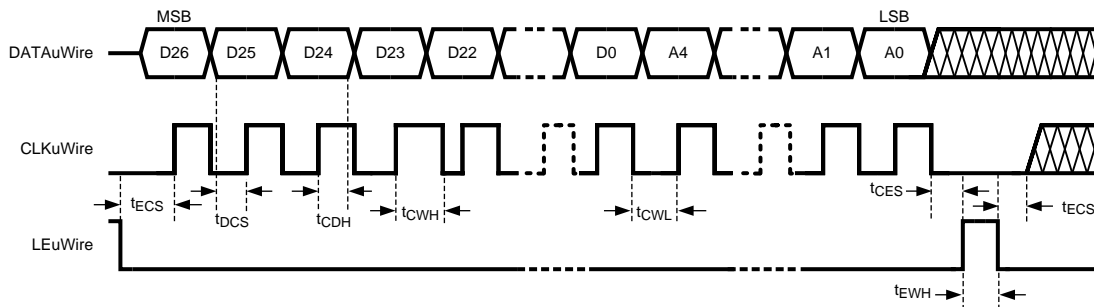 MSB LSB
DATAuWire D26 D25 D24 D23 D22 D0 A4 A1 A0
CLKuWire
tECS tDCS tCDH tCWH tCWL tCES tECS
LEuWire
tEWH